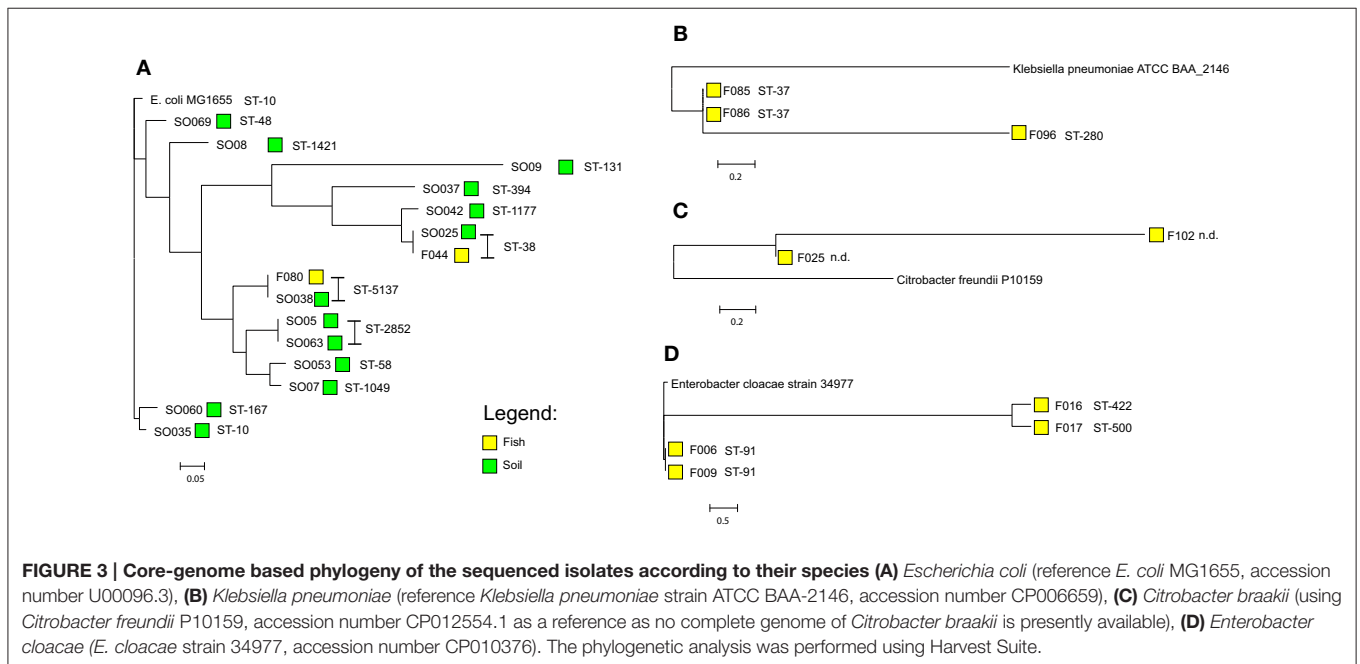 A
E. coli MG1655 ST-10
SO069 ST-48
SO08 ST-1421
SO09 ST-131
SO037 ST-394
SO042 ST-1177
SO025
ST-38
F044
F080
ST-5137
SO038
SO05
ST-2852
SO063
SO053 ST-58
SO07 ST-1049
SO060 ST-167
SO035 ST-10
0.05
Legend:
Fish
Soil
B
Klebsiella pneumoniae ATCC BAA_2146
F085 ST-37
F086 ST-37
F096 ST-280
0.2
C
F102 n.d.
F025 n.d.
Citrobacter freundii P10159
0.2
D
Enterobacter cloacae strain 34977
F016 ST-422
F017 ST-500
F006 ST-91
F009 ST-91
0.5
FIGURE 3 | Core-genome based phylogeny of the sequenced isolates according to their species (A) Escherichia coli (reference E. coli MG1655, accession
number U00096.3), (B) Klebsiella pneumoniae (reference Klebsiella pneumoniae strain ATCC BAA-2146, accession number CP006659), (C) Citrobacter braakii (using
Citrobacter freundii P10159, accession number CP012554.1 as a reference as no complete genome of Citrobacter braakii is presently available), (D) Enterobacter
cloacae (E. cloacae strain 34977, accession number CP010376). The phylogenetic analysis was performed using Harvest Suite.